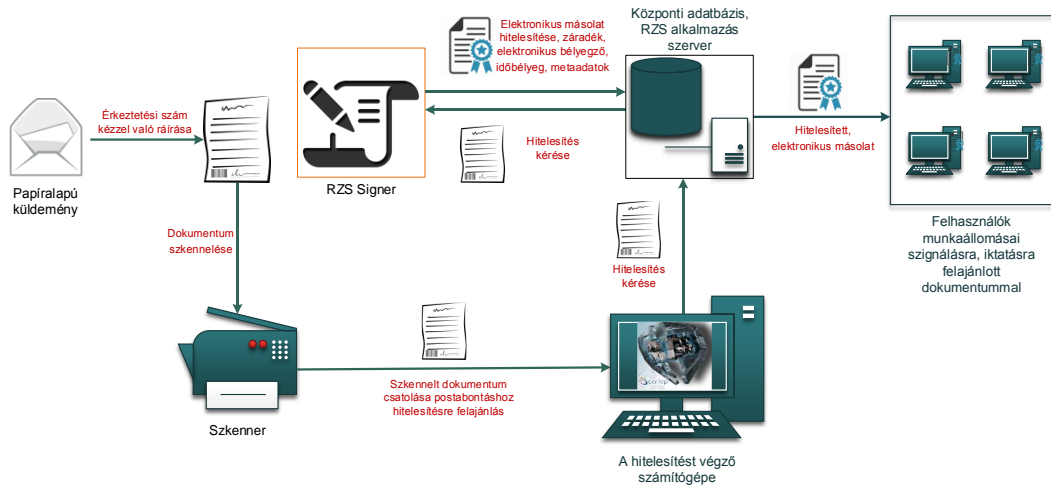 Érkeztetési szám
kézzel való ráírása
Papíralapú
küldemény
Dokumentum
szkennelése
Szkenner
RZS Signer
Elektronikus másolat
hitelesítése, záradék,
elektronikus bélyegző,
időbélyeg, metaadatok
Hitelesítés
kérése
Központi adatbázis,
RZS alkalmazás
szerver
Hitelesített,
elektronikus másolat
Felhasználók
munkaállomásai
szignálásra, iktatásra
felajánlott
dokumentummal
Hitelesítés
kérése
Szkennelt dokumentum
csatolása postabontáshoz
hitelesítésre felajánlás
A hitelesítést végző
számítógépe